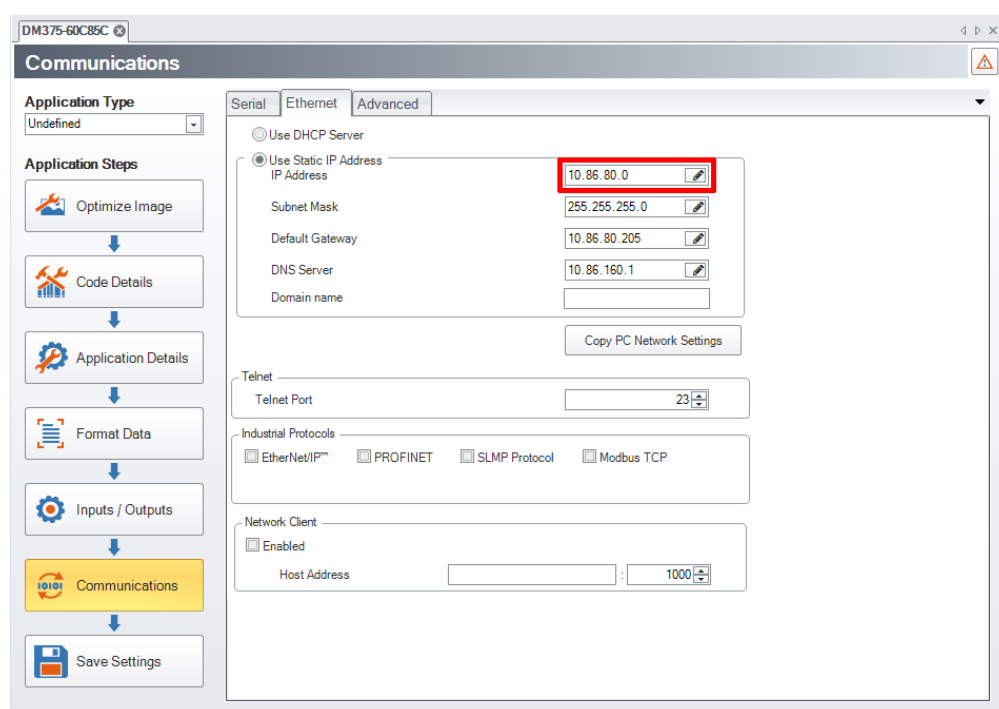 DM375-60C85C
Communications
Application Type
Undefined
Application Steps
Optimize Image
Code Details
Application Details
Format Data
Inputs / Outputs
Communications
Save Settings
Serial Ethernet Advanced
Use DHCP Server
Use Static IP Address
IP Address 10.86.80.0
Subnet Mask 255.255.255.0
Default Gateway 10.86.80.205
DNS Server 10.86.160.1
Domain name
Copy PC Network Settings
Telnet
Telnet Port 23
Industrial Protocols
EtherNet/IP™ PROFINET SLMP Protocol Modbus TCP
Network Client
Enabled
Host Address : 1000